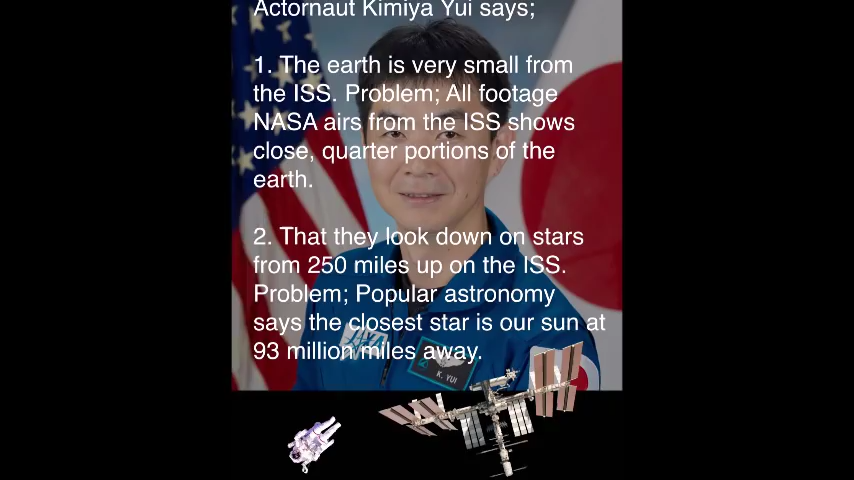 Actornaut Kimiya Yui says;
1. The earth is very small from
the ISS. Problem; All footage
NASA airs from the ISS shows
close, quarter portions of the
earth.
2. That they look down on stars
from 250 miles up on the ISS.
Problem; Popular astronomy
says the closest star is our sun at
93 million miles away.
K. YUI